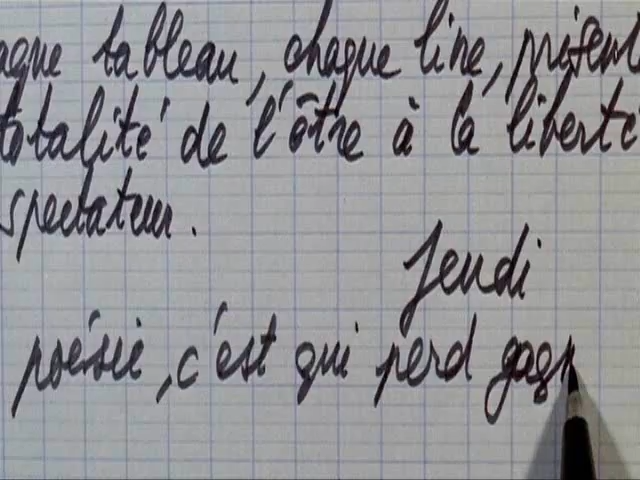 aque tableau, chaque livre, présent
totalité de l'être à la liberté
spectateur.
Jeudi
poésie, c'est qui perd gagn